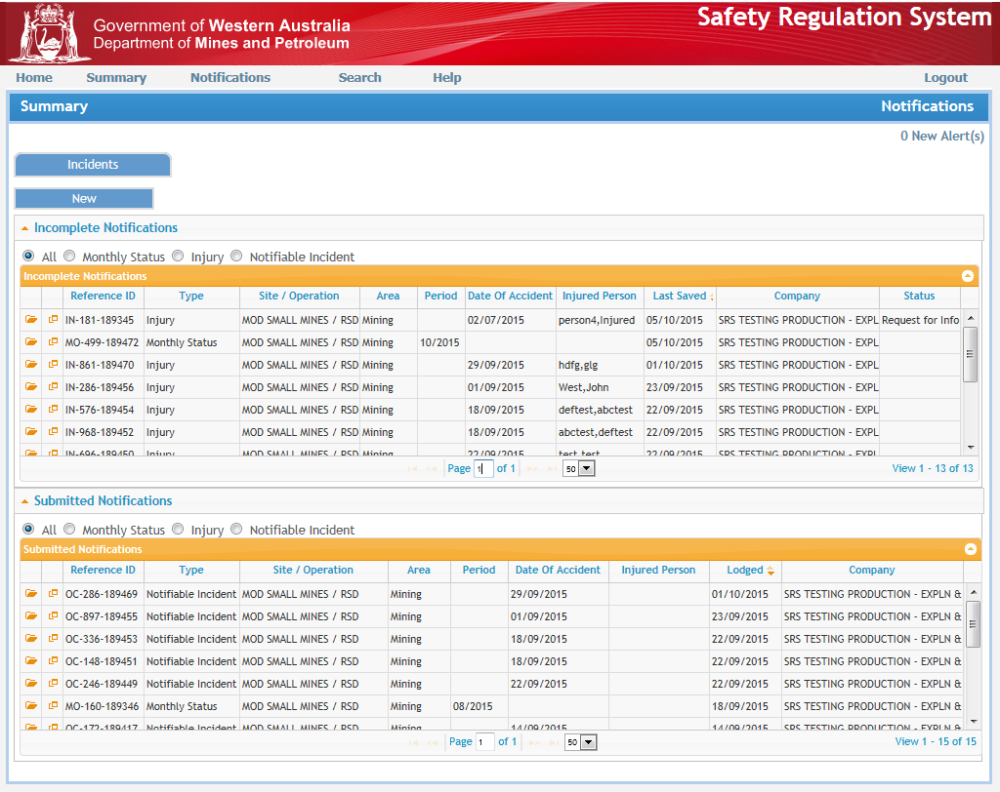 Government of Western Australia
Department of Mines and Petroleum
Safety Regulation System
Home Summary Notifications Search Help Logout
Summary Notifications
0 New Alert(s)
Incidents
New
Incomplete Notifications
All Monthly Status Injury Notifiable Incident
Incomplete Notifications
Reference ID Type Site / Operation Area Period Date Of Accident Injured Person Last Saved Company Status
IN-181-189345 Injury MOD SMALL MINES / RSD Mining 02/07/2015 person4,Injured 05/10/2015 SRS TESTING PRODUCTION - EXPL Request for Info
MO-499-189472 Monthly Status MOD SMALL MINES / RSD Mining 10/2015 05/10/2015 SRS TESTING PRODUCTION - EXPL
IN-861-189470 Injury MOD SMALL MINES / RSD Mining 29/09/2015 hdfg,glg 01/10/2015 SRS TESTING PRODUCTION - EXPL
IN-286-189456 Injury MOD SMALL MINES / RSD Mining 01/09/2015 West,John 23/09/2015 SRS TESTING PRODUCTION - EXPL
IN-576-189454 Injury MOD SMALL MINES / RSD Mining 18/09/2015 deftest,abctest 22/09/2015 SRS TESTING PRODUCTION - EXPL
IN-968-189452 Injury MOD SMALL MINES / RSD Mining 18/09/2015 abctest,deftest 22/09/2015 SRS TESTING PRODUCTION - EXPL
IN-696-189450 Injury MOD SMALL MINES / RSD Mining 22/09/2015 test,test 22/09/2015 SRS TESTING PRODUCTION - EXPL
Page 1 of 1 50 View 1 - 13 of 13
Submitted Notifications
All Monthly Status Injury Notifiable Incident
Submitted Notifications
Reference ID Type Site / Operation Area Period Date Of Accident Injured Person Lodged Company
OC-286-189469 Notifiable Incident MOD SMALL MINES / RSD Mining 29/09/2015 01/10/2015 SRS TESTING PRODUCTION - EXPLN &
OC-897-189455 Notifiable Incident MOD SMALL MINES / RSD Mining 01/09/2015 23/09/2015 SRS TESTING PRODUCTION - EXPLN &
OC-336-189453 Notifiable Incident MOD SMALL MINES / RSD Mining 18/09/2015 22/09/2015 SRS TESTING PRODUCTION - EXPLN &
OC-148-189451 Notifiable Incident MOD SMALL MINES / RSD Mining 18/09/2015 22/09/2015 SRS TESTING PRODUCTION - EXPLN &
OC-246-189449 Notifiable Incident MOD SMALL MINES / RSD Mining 22/09/2015 22/09/2015 SRS TESTING PRODUCTION - EXPLN &
MO-160-189346 Monthly Status MOD SMALL MINES / RSD Mining 08/2015 18/09/2015 SRS TESTING PRODUCTION - EXPLN &
OC-172-189417 Notifiable Incident MOD SMALL MINES / RSD Mining 14/09/2015 14/09/2015 SRS TESTING PRODUCTION - EXPLN &
Page 1 of 1 50 View 1 - 15 of 15